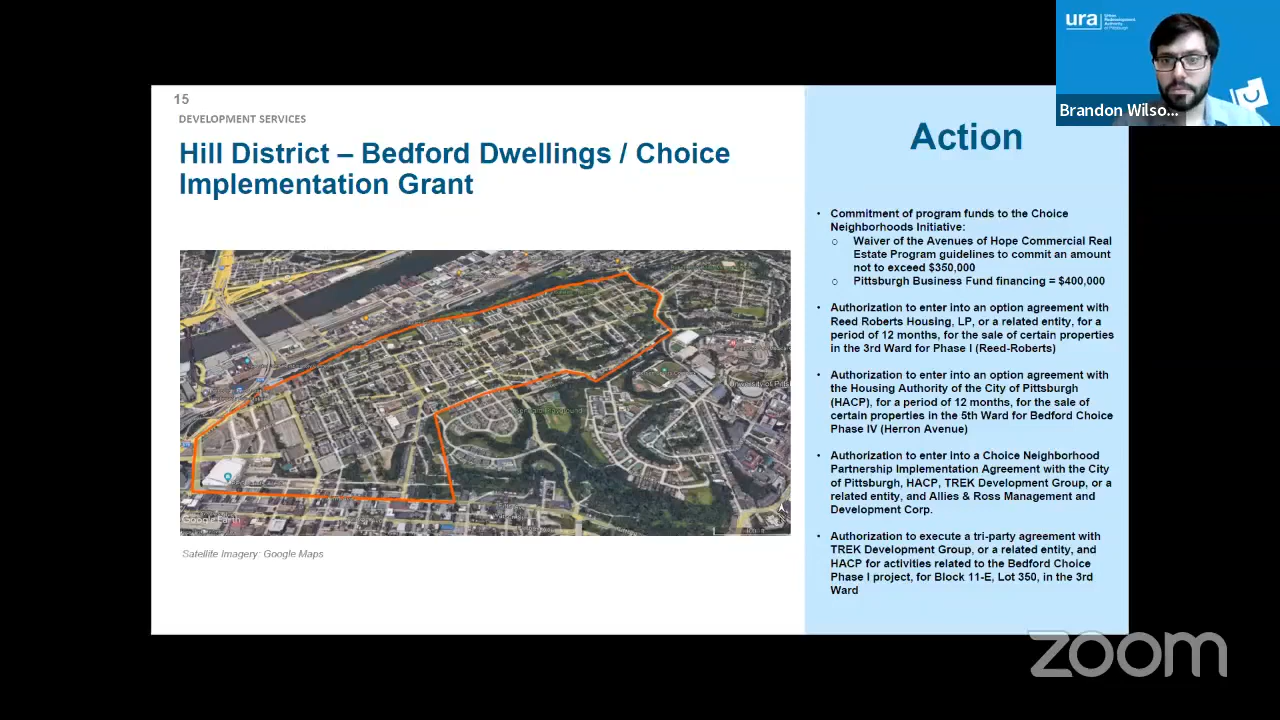 15
DEVELOPMENT SERVICES
Hill District – Bedford Dwellings / Choice
Implementation Grant
Google Earth
Satellite Imagery: Google Maps
Action
• Commitment of program funds to the Choice
Neighborhoods Initiative:
○ Waiver of the Avenues of Hope Commercial Real
Estate Program guidelines to commit an amount
not to exceed $350,000
○ Pittsburgh Business Fund financing = $400,000
• Authorization to enter into an option agreement with
Reed Roberts Housing, LP, or a related entity, for a
period of 12 months, for the sale of certain properties
in the 3rd Ward for Phase I (Reed-Roberts)
• Authorization to enter into an option agreement with
the Housing Authority of the City of Pittsburgh
(HACP), for a period of 12 months, for the sale of
certain properties in the 5th Ward for Bedford Choice
Phase IV (Herron Avenue)
• Authorization to enter into a Choice Neighborhood
Partnership Implementation Agreement with the City
of Pittsburgh, HACP, TREK Development Group, or a
related entity, and Allies & Ross Management and
Development Corp.
• Authorization to execute a tri-party agreement with
TREK Development Group, or a related entity, and
HACP for activities related to the Bedford Choice
Phase I project, for Block 11-E, Lot 350, in the 3rd
Ward
ura
Urban
Redevelopment
Authority
of Pittsburgh
Brandon Wilso...
zoom